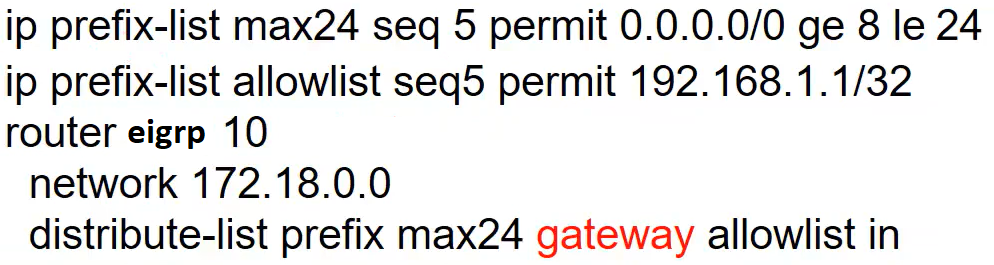 ip prefix-list max24 seq 5 permit 0.0.0.0/0 ge 8 le 24
ip prefix-list allowlist seq5 permit 192.168.1.1/32
router eigrp 10
network 172.18.0.0
distribute-list prefix max24 gateway allowlist in